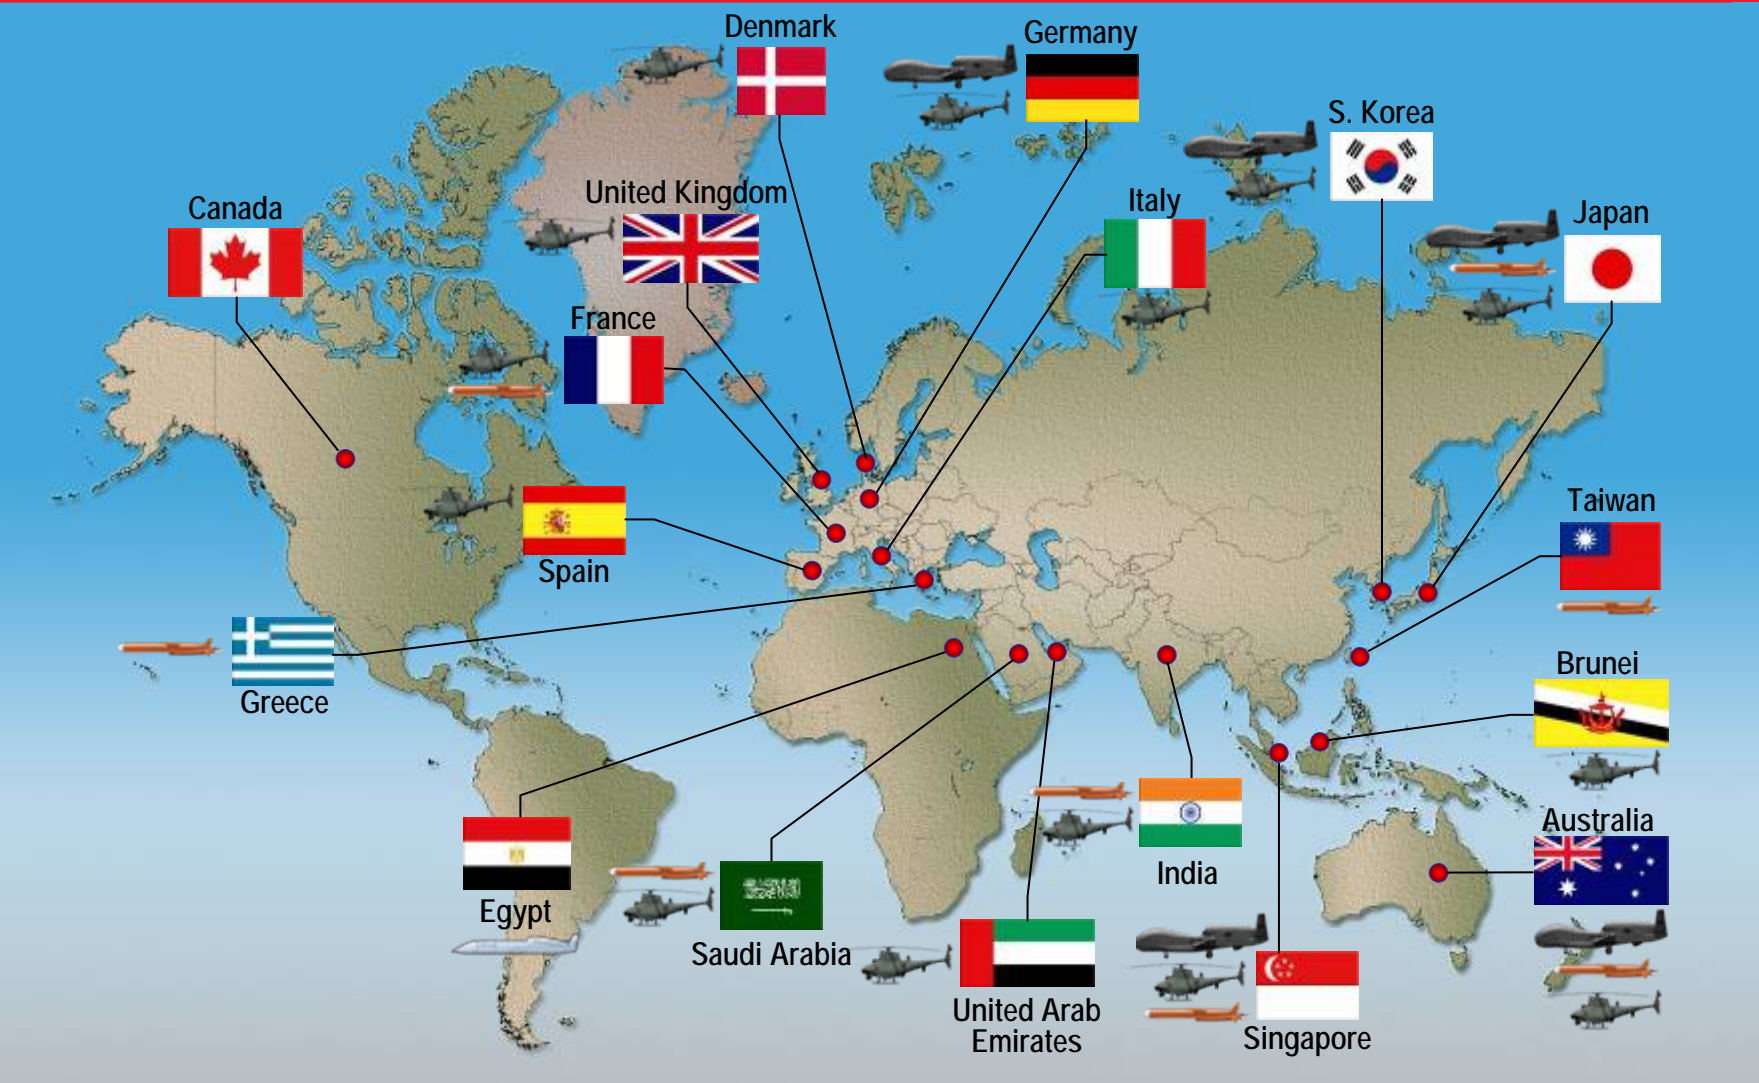 Denmark
Germany
S. Korea
United Kingdom
Italy
Canada
Japan
France
Taiwan
Spain
Brunei
Greece
Australia
India
Egypt
Saudi Arabia
United Arab
Emirates
Singapore